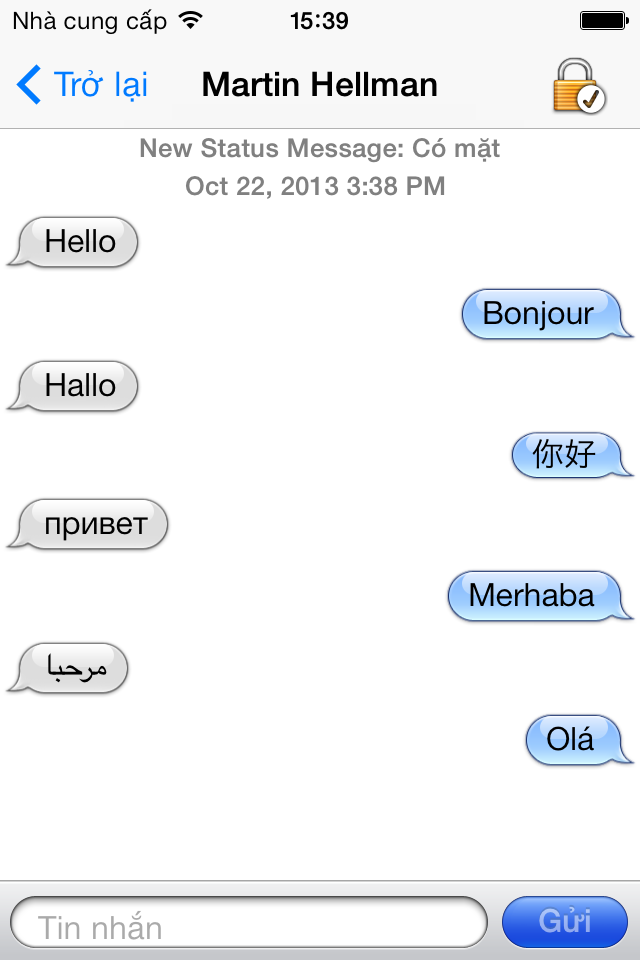 Nhà cung cấp 15:39
Trở lại Martin Hellman
New Status Message: Có mặt
Oct 22, 2013 3:38 PM
Hello
Bonjour
Hallo
你好
привет
Merhaba
مرحبا
Olá
Tin nhắn Gửi